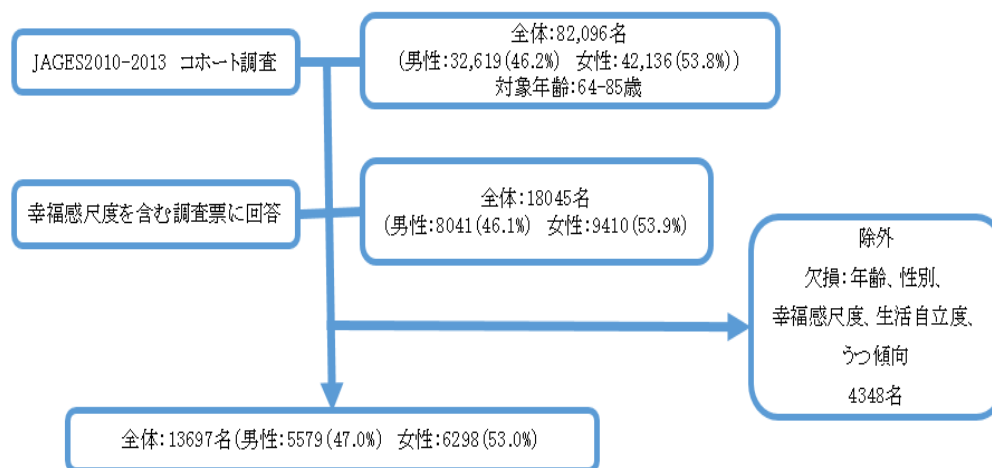 JAGES2010-2013 コホート調査
全体:82,096名
(男性:32,619(46.2%) 女性:42,136(53.8%))
対象年齢:64-85歳
幸福感尺度を含む調査票に回答
全体:18045名
(男性:8041(46.1%) 女性:9410(53.9%)
除外
欠損:年齢、性別、
幸福感尺度、生活自立度、
うつ傾向
4348名
全体:13697名(男性:5579(47.0%) 女性:6298(53.0%)